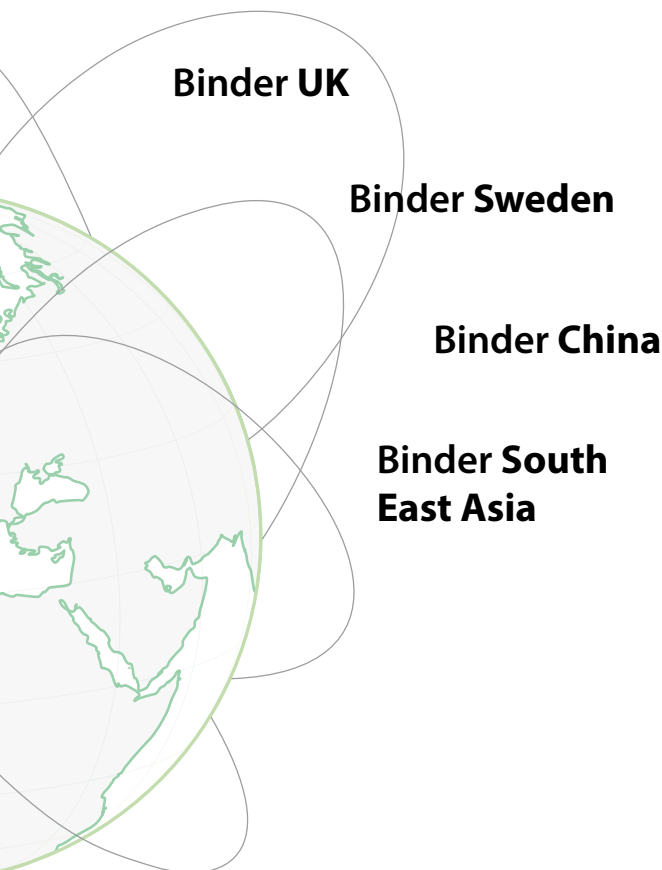 Binder UK
Binder Sweden
Binder China
Binder South
East Asia